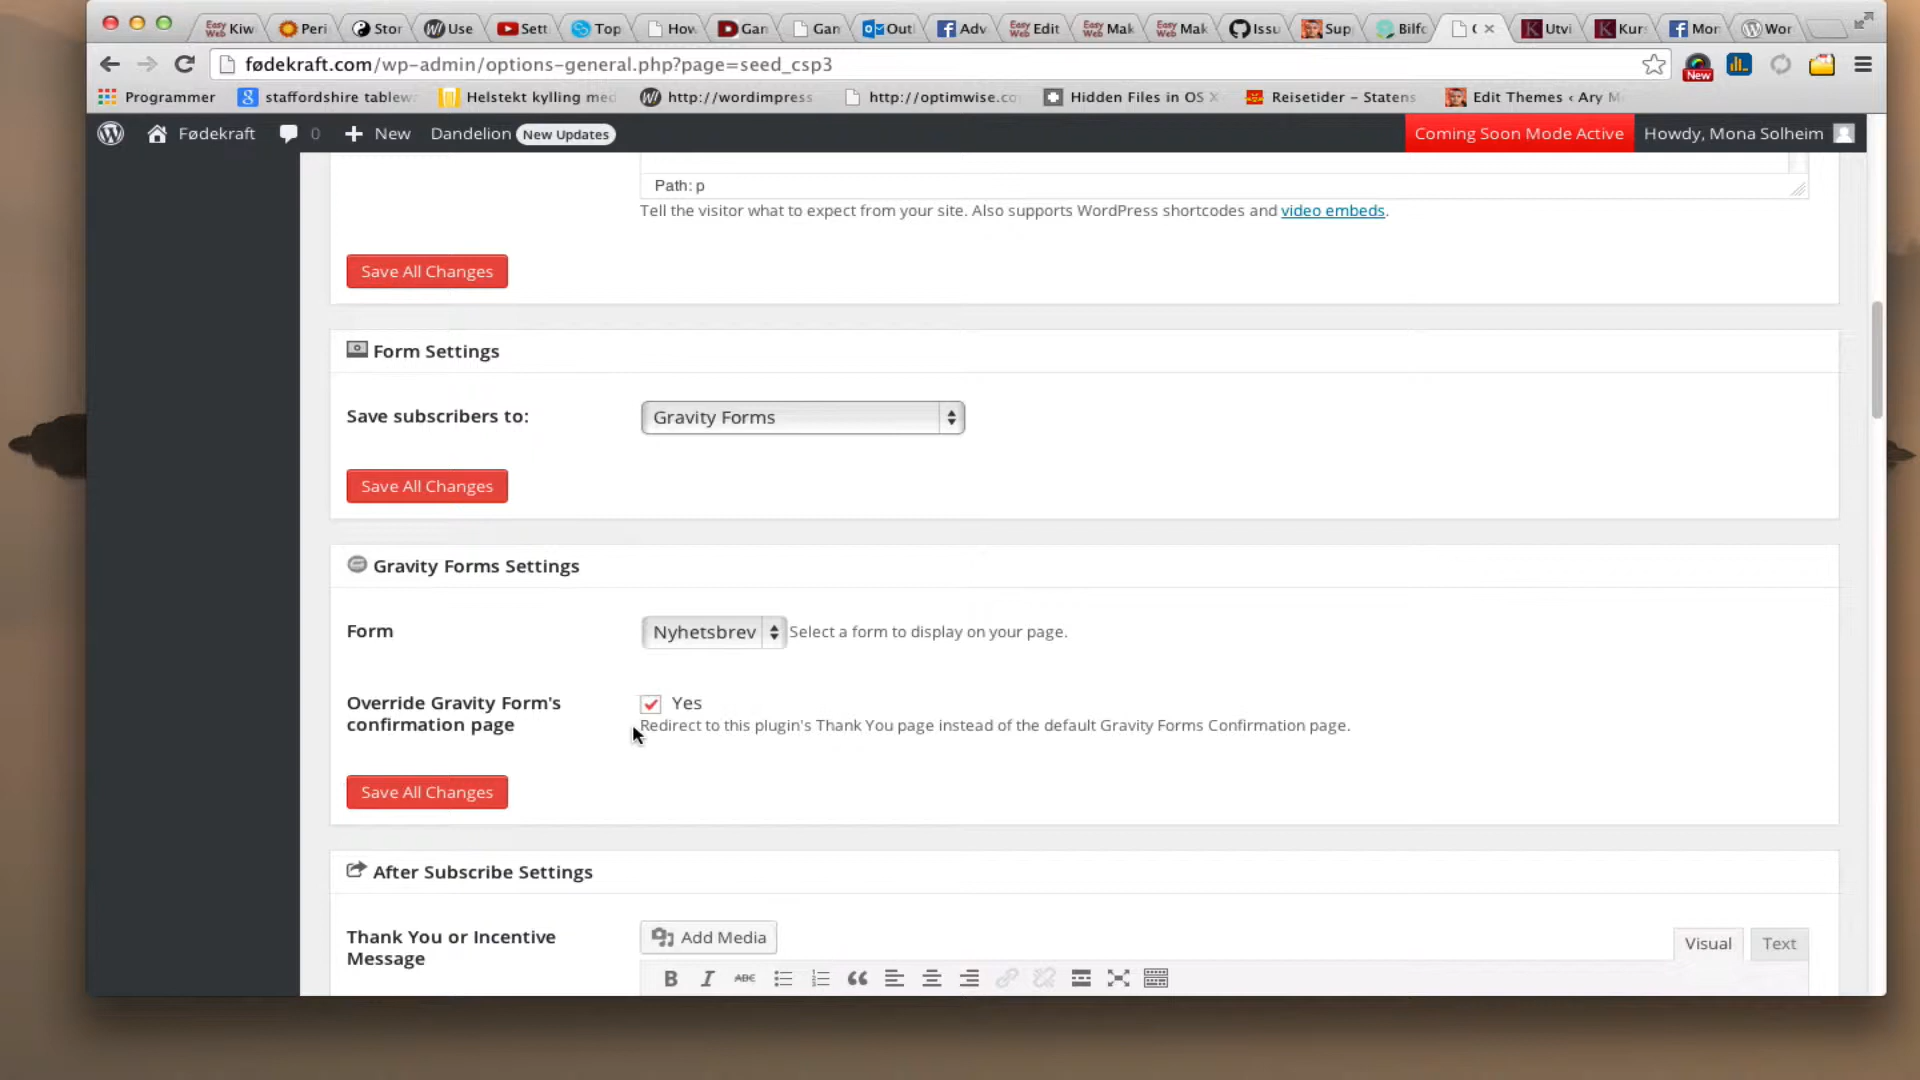 Easy Web Kiw Peri Stor Use Sett Top How Gan Gan Outl Adv Easy Web Edit Easy Web Mak Easy Web Mak Issu Sup Bilfo C Utvi Kur Mor Wor
fødekraft.com/wp-admin/options-general.php?page=seed_csp3 New
Programmer staffordshire tablew Helstekt kylling med http://wordimpress http://optimwise.co Hidden Files in OS X Reisetider – Statens Edit Themes ‹ Ary M
Fødekraft 0 New Dandelion New Updates Coming Soon Mode Active Howdy, Mona Solheim
Path: p
Tell the visitor what to expect from your site. Also supports WordPress shortcodes and video embeds.
Save All Changes
Form Settings
Save subscribers to: Gravity Forms
Save All Changes
Gravity Forms Settings
Form Nyhetsbrev Select a form to display on your page.
Override Gravity Form's Yes
confirmation page Redirect to this plugin's Thank You page instead of the default Gravity Forms Confirmation page.
Save All Changes
After Subscribe Settings
Thank You or Incentive Add Media Visual Text
Message
B I ABC